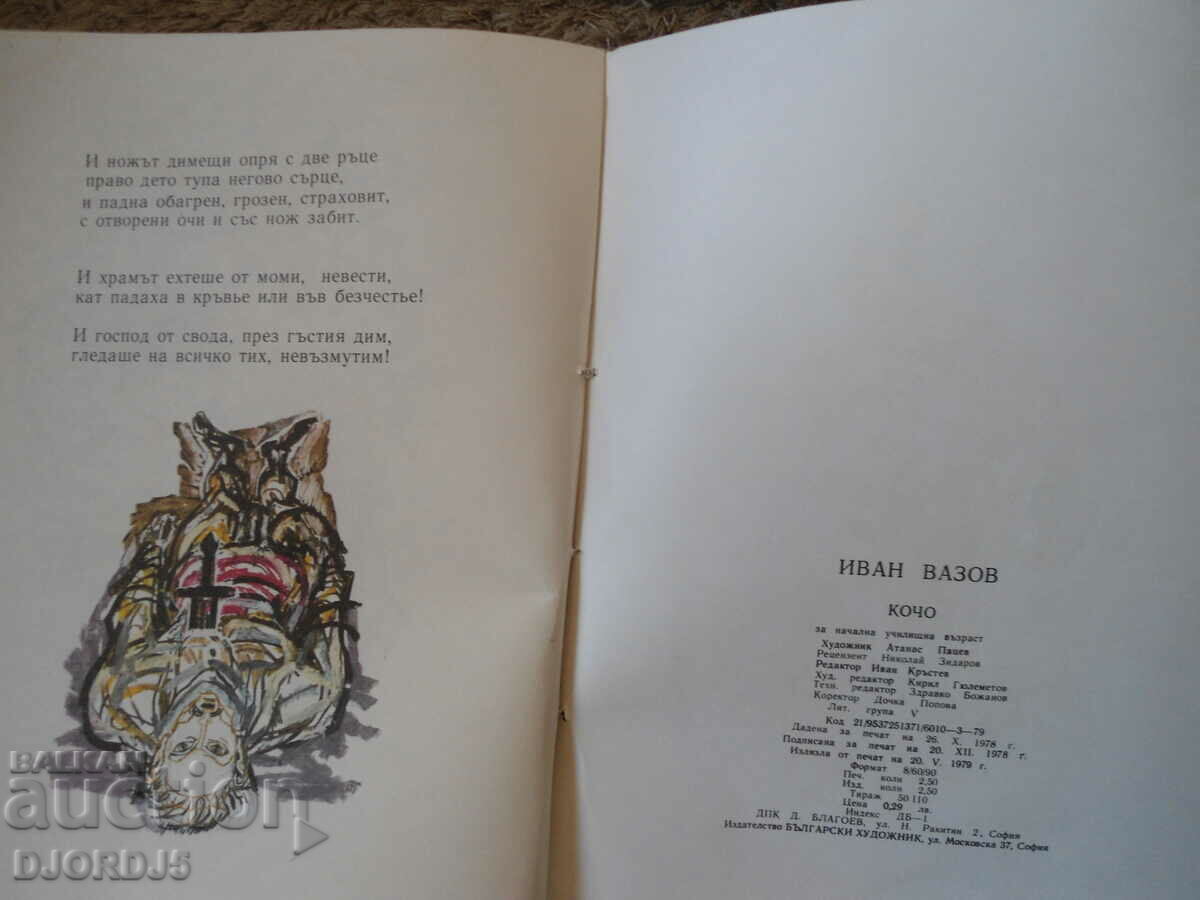 И ножът димещи опря с две ръце
право дето тупа негово сърце,
и падна обагрен, грозен, страховит,
с отворени очи и със нож забит.
И храмът ехтеше от моми, невести,
кат падаха в кръвье или във безчестье!
И господ от свода, през гъстия дим,
гледаше на всичко тих, невъзмутим!
ИВАН ВАЗОВ
КОЧО
за начална училищна възраст
Художник Атанас Пацев
Рецензент Николай Зидаров
Редактор Иван Кръстев
Худ. редактор Кирил Гюлеметов
Техн. редактор Здравко Божанов
Коректор Дочка Попова
Лит. група V
Код 21/9537251371/6010—3—79
Дадена за печат на 26. X. 1978 г.
Подписана за печат на 20. XII. 1978 г.
Излязла от печат на 20. V. 1979 г.
Формат 8/60/90
Печ. коли 2,50
Изд. коли 2,50
Тираж 50 110
Цена 0,29 лв.
Индекс ДБ—1
ДПК Д. БЛАГОЕВ, ул. Н. Ракитин 2, София
Издателство БЪЛГАРСКИ ХУДОЖНИК, ул. Московска 37, София
BALKAN
auction
DJORDJ5